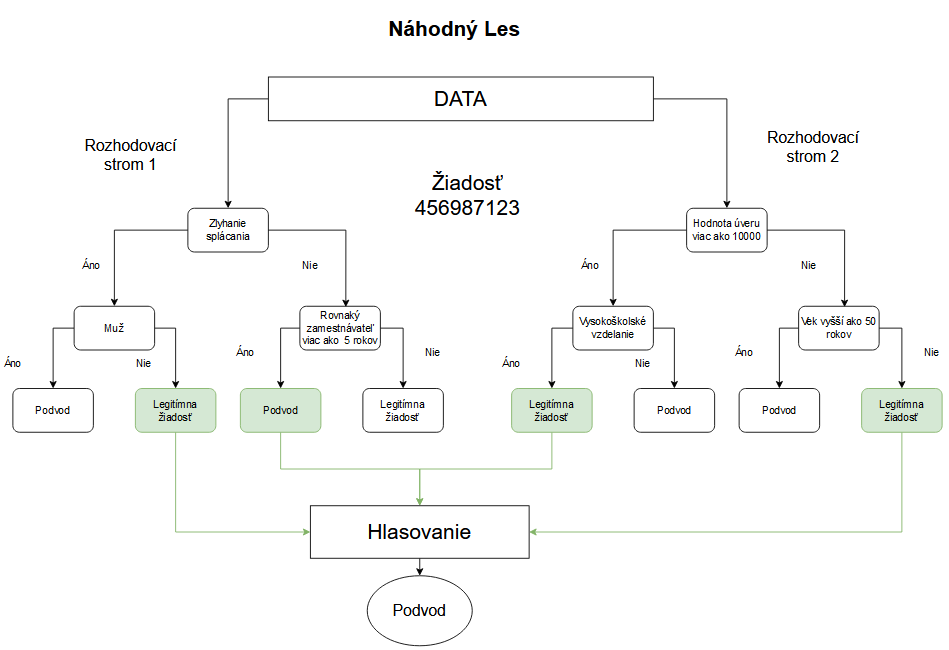 Náhodný Les
DATA
Rozhodovací
strom 1
Rozhodovací
strom 2
Žiadosť
456987123
Zlyhanie
splácania
Hodnota úveru
viac ako 10000
Áno
Nie
Áno
Nie
Muž
Rovnaký
zamestnávateľ
viac ako 5 rokov
Vysokoškolské
vzdelanie
Vek vyšší ako 50
rokov
Áno
Nie
Áno
Nie
Áno
Nie
Áno
Nie
Podvod
Legitímna
žiadosť
Podvod
Legitímna
žiadosť
Legitímna
žiadosť
Podvod
Podvod
Legitímna
žiadosť
Hlasovanie
Podvod